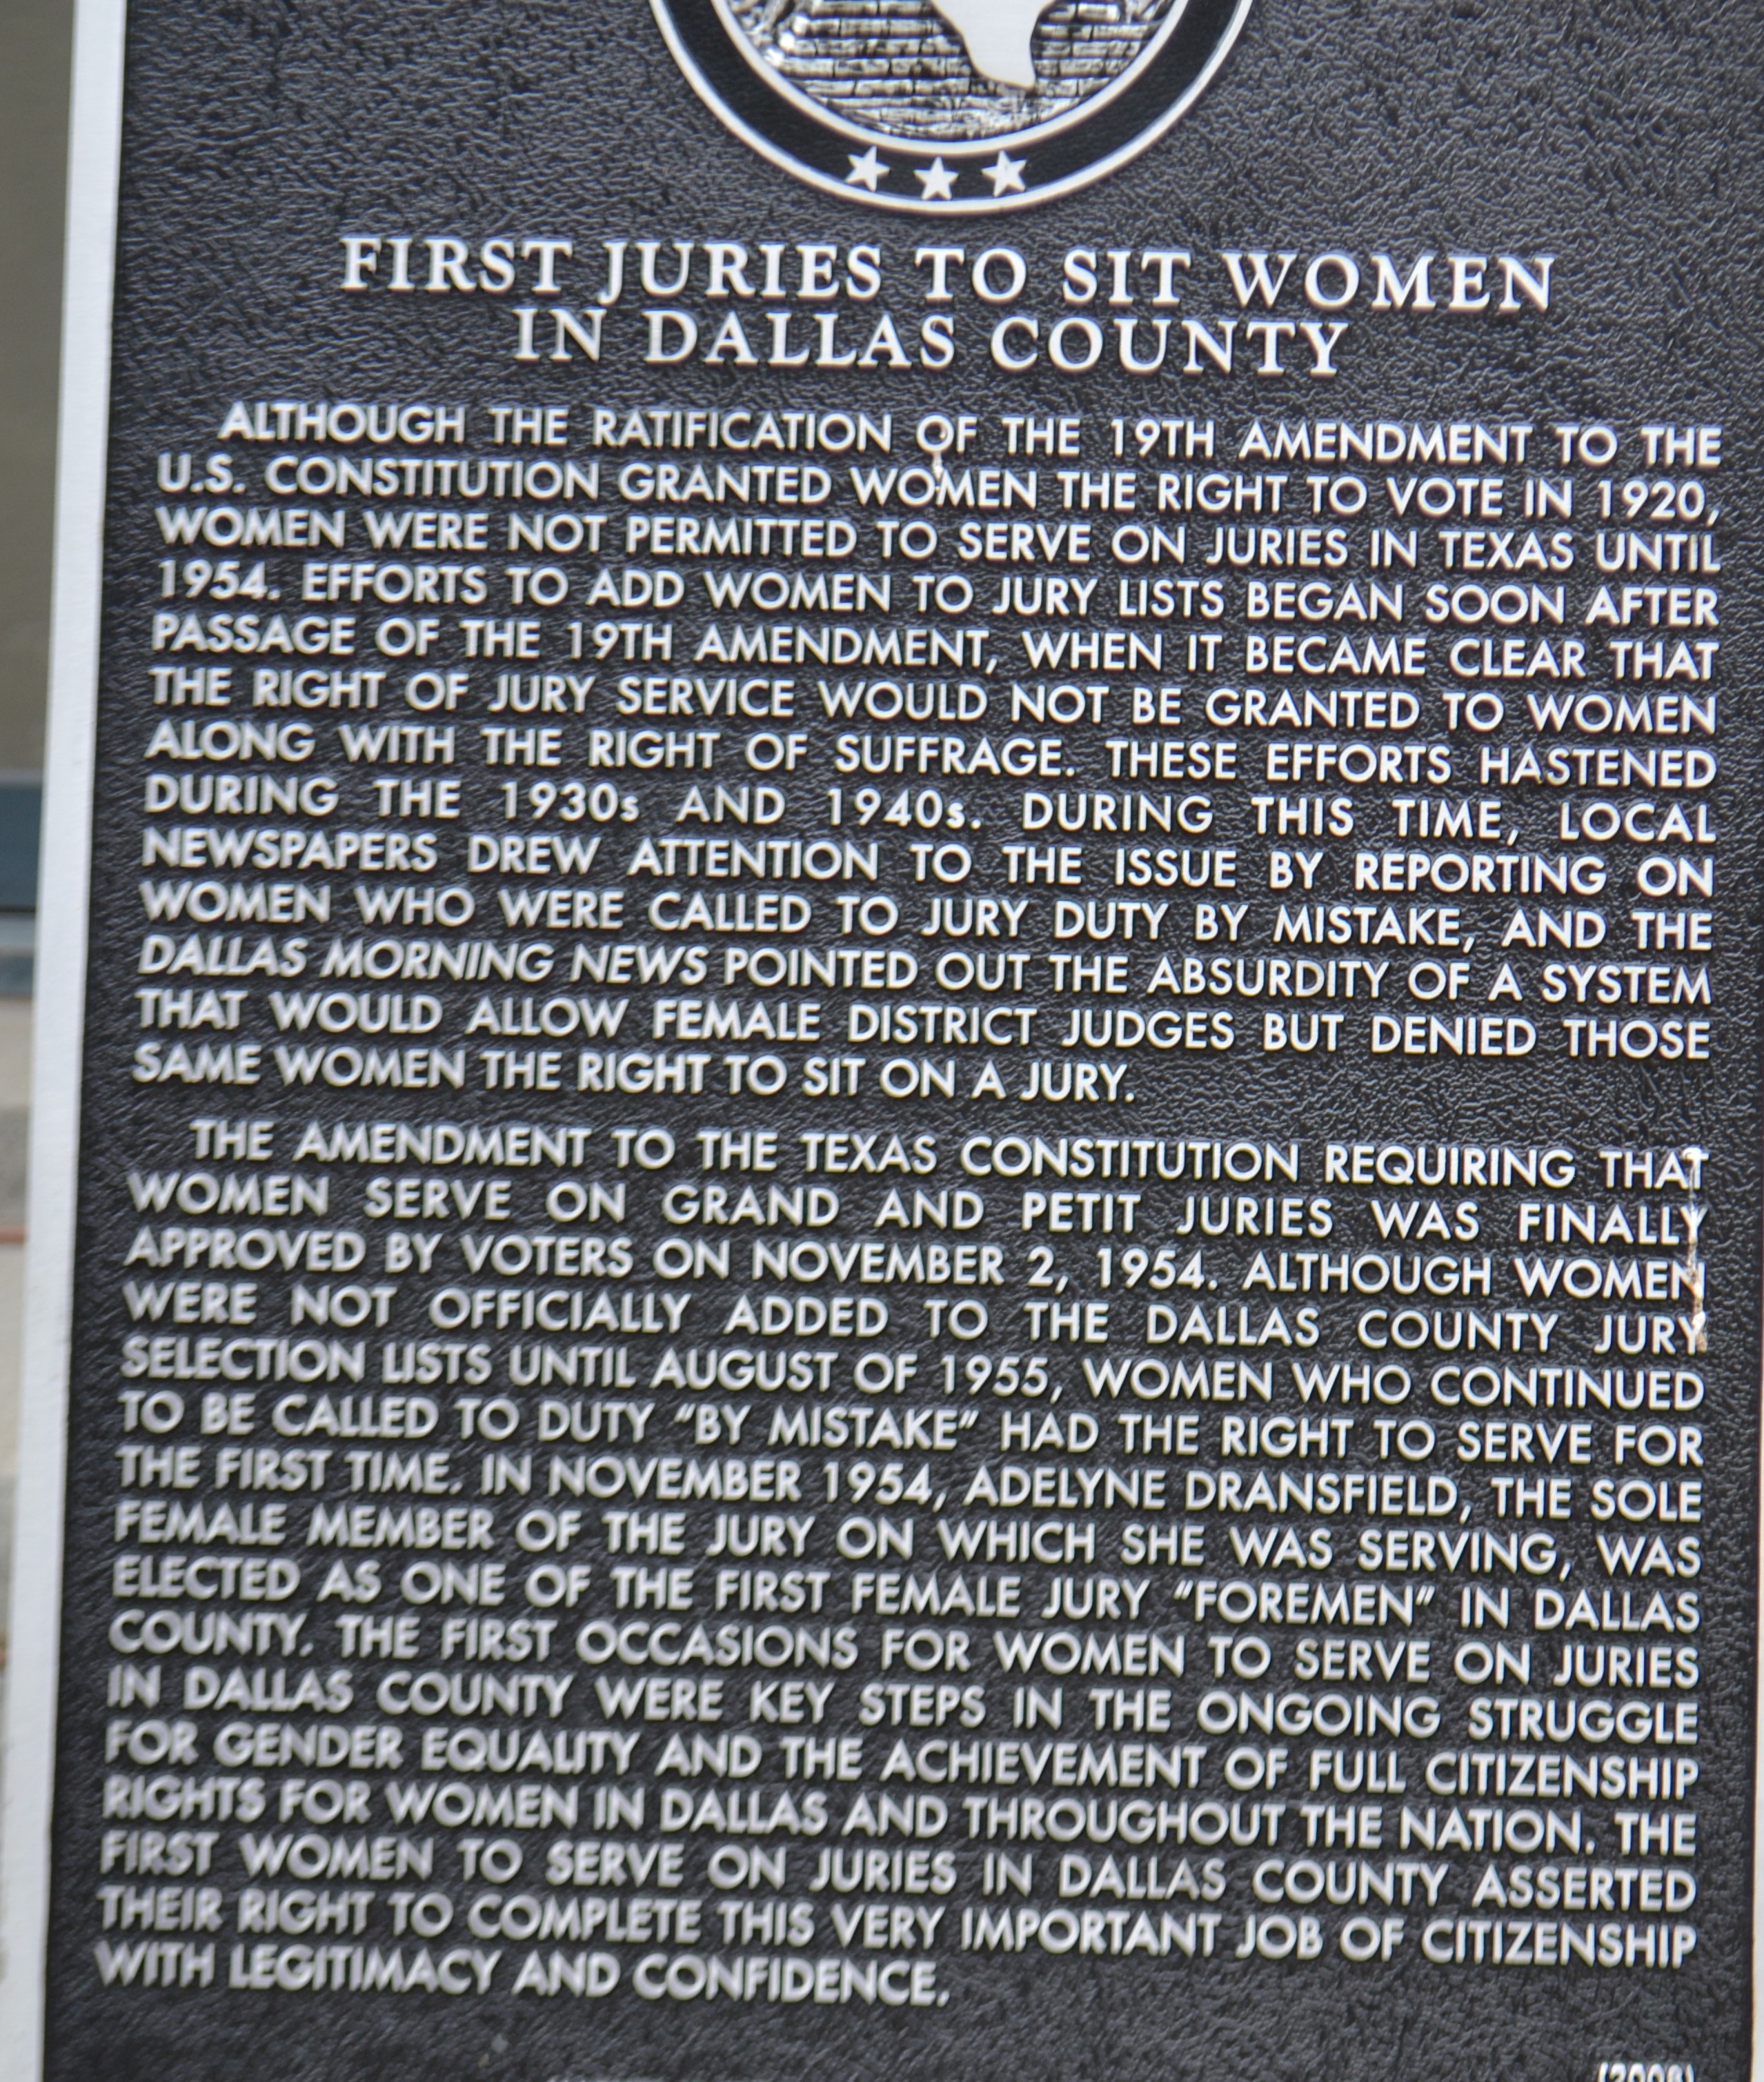 FIRST JURIES TO SIT WOMEN
IN DALLAS COUNTY
ALTHOUGH THE RATIFICATION OF THE 19TH AMENDMENT TO THE
U.S. CONSTITUTION GRANTED WOMEN THE RIGHT TO VOTE IN 1920,
WOMEN WERE NOT PERMITTED TO SERVE ON JURIES IN TEXAS UNTIL
1954. EFFORTS TO ADD WOMEN TO JURY LISTS BEGAN SOON AFTER
PASSAGE OF THE 19TH AMENDMENT, WHEN IT BECAME CLEAR THAT
THE RIGHT OF JURY SERVICE WOULD NOT BE GRANTED TO WOMEN
ALONG WITH THE RIGHT OF SUFFRAGE. THESE EFFORTS HASTENED
DURING THE 1930s AND 1940s. DURING THIS TIME, LOCAL
NEWSPAPERS DREW ATTENTION TO THE ISSUE BY REPORTING ON
WOMEN WHO WERE CALLED TO JURY DUTY BY MISTAKE, AND THE
DALLAS MORNING NEWS POINTED OUT THE ABSURDITY OF A SYSTEM
THAT WOULD ALLOW FEMALE DISTRICT JUDGES BUT DENIED THOSE
SAME WOMEN THE RIGHT TO SIT ON A JURY.
THE AMENDMENT TO THE TEXAS CONSTITUTION REQUIRING THAT
WOMEN SERVE ON GRAND AND PETIT JURIES WAS FINALLY
APPROVED BY VOTERS ON NOVEMBER 2, 1954. ALTHOUGH WOMEN
WERE NOT OFFICIALLY ADDED TO THE DALLAS COUNTY JURY
SELECTION LISTS UNTIL AUGUST OF 1955, WOMEN WHO CONTINUED
TO BE CALLED TO DUTY "BY MISTAKE" HAD THE RIGHT TO SERVE FOR
THE FIRST TIME. IN NOVEMBER 1954, ADELYNE DRANSFIELD, THE SOLE
FEMALE MEMBER OF THE JURY ON WHICH SHE WAS SERVING, WAS
ELECTED AS ONE OF THE FIRST FEMALE JURY "FOREMEN" IN DALLAS
COUNTY. THE FIRST OCCASIONS FOR WOMEN TO SERVE ON JURIES
IN DALLAS COUNTY WERE KEY STEPS IN THE ONGOING STRUGGLE
FOR GENDER EQUALITY AND THE ACHIEVEMENT OF FULL CITIZENSHIP
RIGHTS FOR WOMEN IN DALLAS AND THROUGHOUT THE NATION. THE
FIRST WOMEN TO SERVE ON JURIES IN DALLAS COUNTY ASSERTED
THEIR RIGHT TO COMPLETE THIS VERY IMPORTANT JOB OF CITIZENSHIP
WITH LEGITIMACY AND CONFIDENCE.